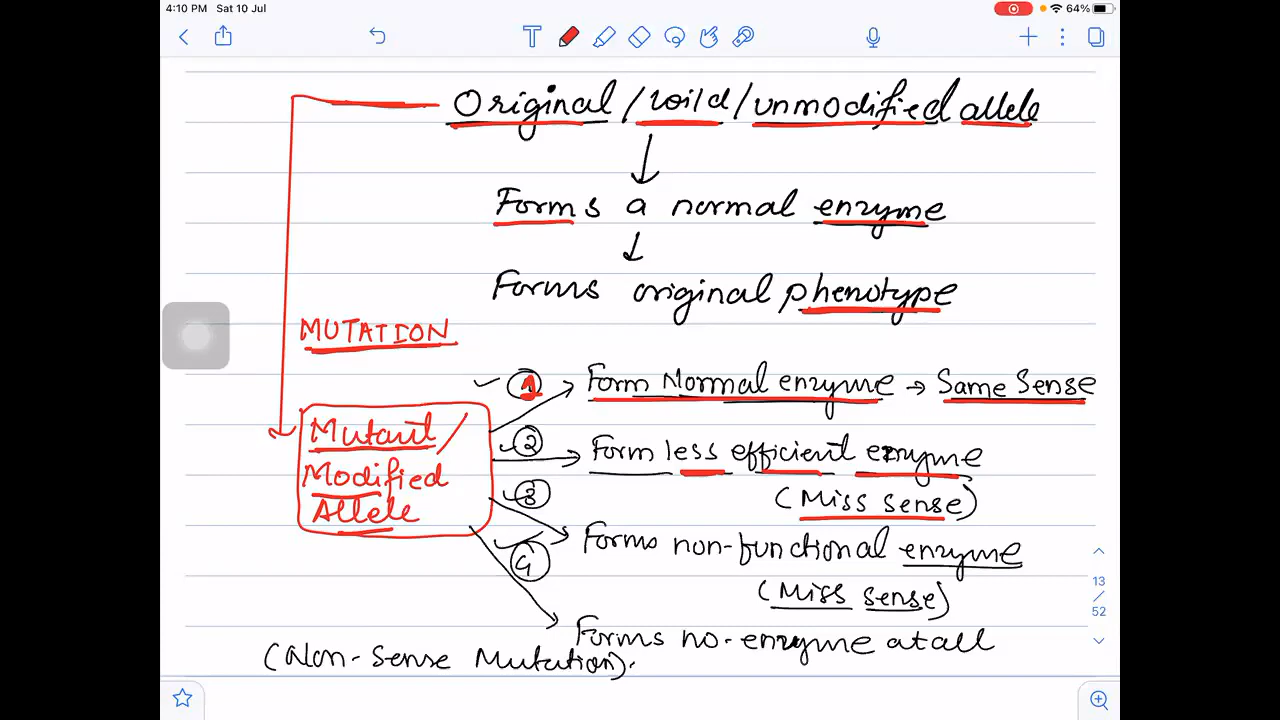 4:10 PM Sat 10 Jul
64%
Original / wild / unmodified allele
Forms a normal enzyme
Forms original phenotype
MUTATION
1 Form Normal enzyme → Same Sense
Mutant /
Modified
Allele
2 Form less efficient enzyme
(Miss sense)
3 Forms non-functional enzyme
(Miss sense)
4 Forms no-enzyme at all
(Non-Sense Mutation).
13
/
52